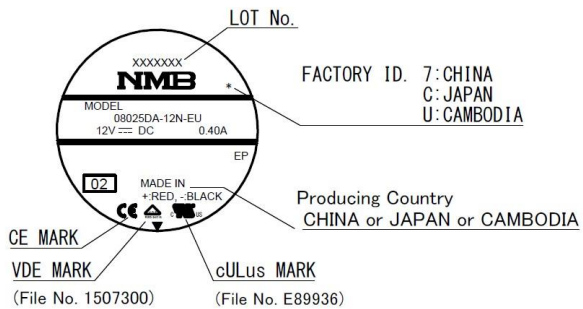 LOT No.
XXXXXXX
NMB
*
FACTORY ID. 7:CHINA
C:JAPAN
U:CAMBODIA
MODEL
08025DA-12N-EU
12V ⎓ DC 0.40A
EP
02
MADE IN
+:RED, -:BLACK
Producing Country
CHINA or JAPAN or CAMBODIA
CE
c US
CE MARK
VDE MARK
(File No. 1507300)
cULus MARK
(File No. E89936)